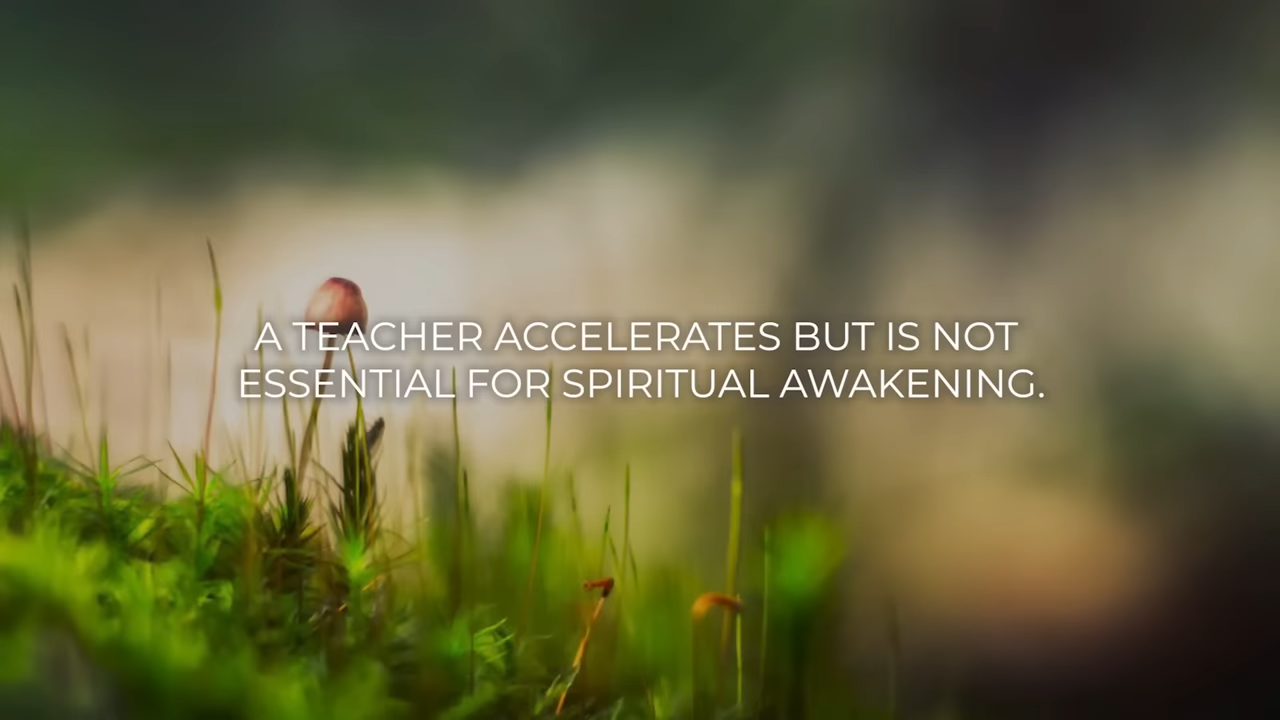 A TEACHER ACCELERATES BUT IS NOT
ESSENTIAL FOR SPIRITUAL AWAKENING.